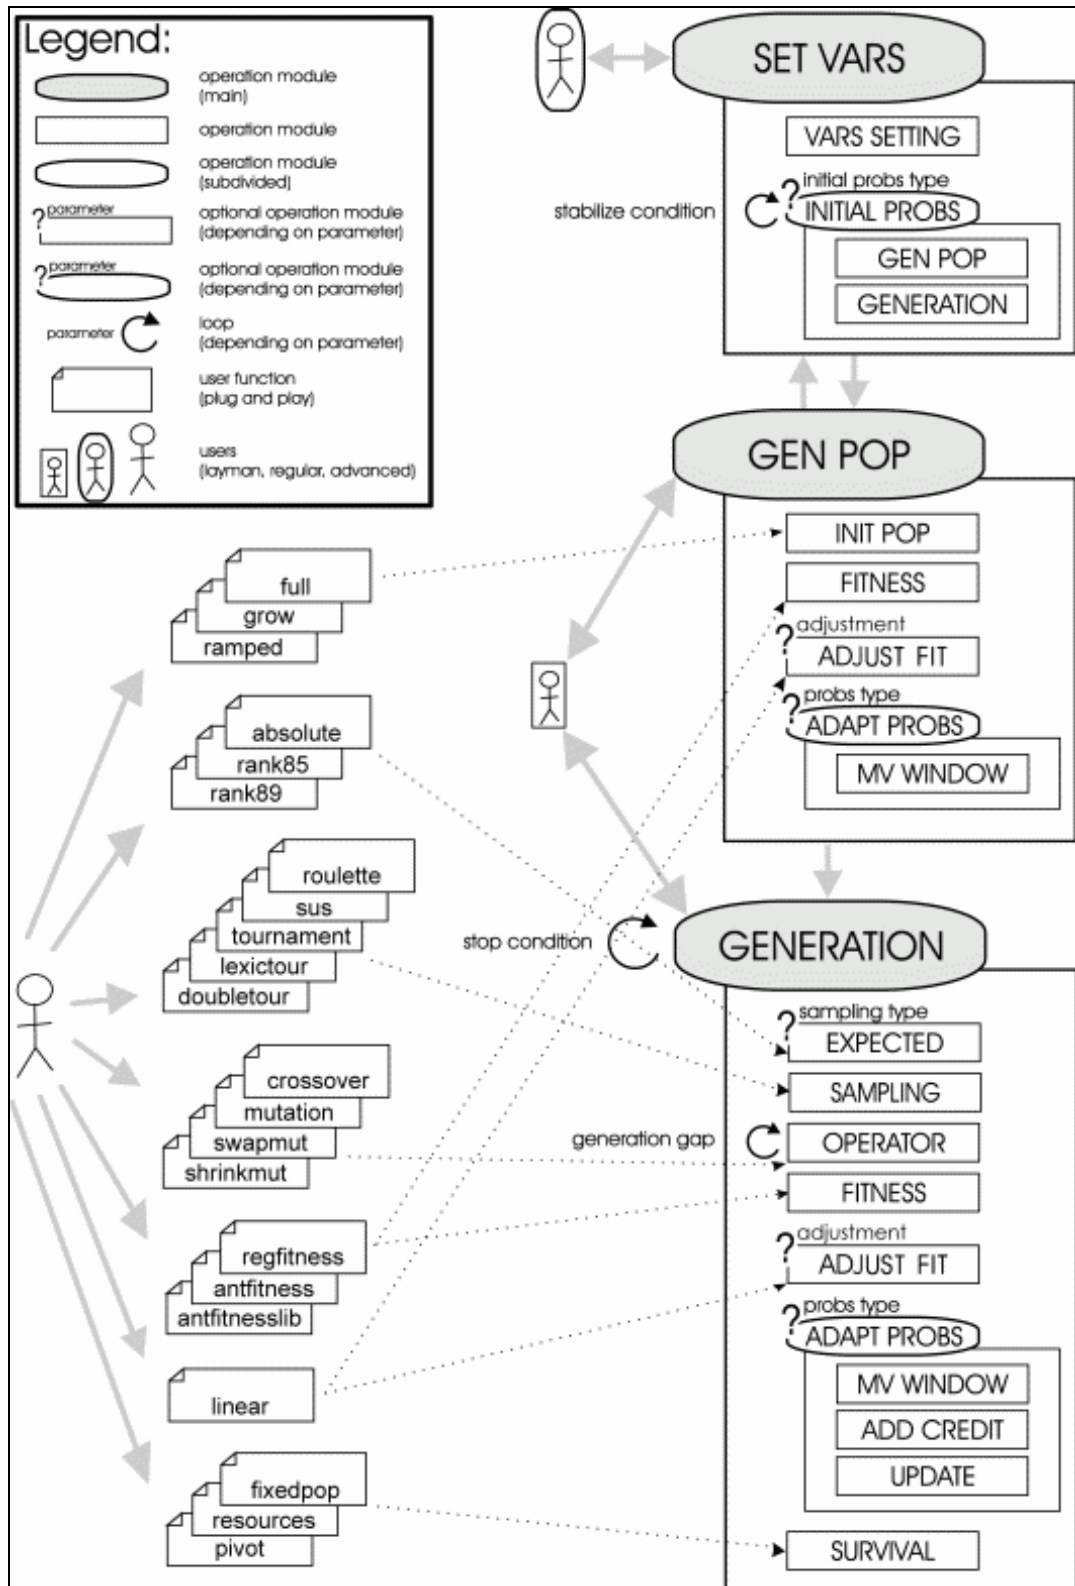 Legend:
operation module
(main)
operation module
operation module
(subdivided)
? parameter
optional operation module
(depending on parameter)
? parameter
optional operation module
(depending on parameter)
parameter
loop
(depending on parameter)
user function
(plug and play)
users
(layman, regular, advanced)
SET VARS
VARS SETTING
? initial probs type
stabilize condition
INITIAL PROBS
GEN POP
GENERATION
GEN POP
INIT POP
FITNESS
? adjustment
ADJUST FIT
? probs type
ADAPT PROBS
MV WINDOW
full
grow
ramped
absolute
rank85
rank89
roulette
sus
tournament
lexictour
doubletour
crossover
mutation
swapmut
shrinkmut
regfitness
antfitness
antfitnesslib
linear
fixedpop
resources
pivot
stop condition
GENERATION
? sampling type
EXPECTED
SAMPLING
generation gap
OPERATOR
FITNESS
? adjustment
ADJUST FIT
? probs type
ADAPT PROBS
MV WINDOW
ADD CREDIT
UPDATE
SURVIVAL